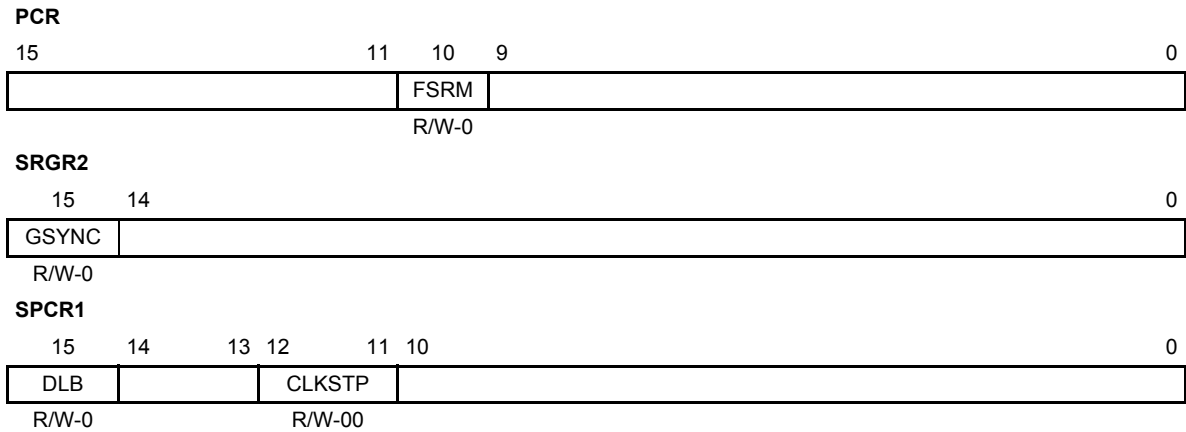 PCR
15 11 10 9 0
FSRM
R/W-0
SRGR2
15 14 0
GSYNC
R/W-0
SPCR1
15 14 13 12 11 10 0
DLB CLKSTP
R/W-0 R/W-00